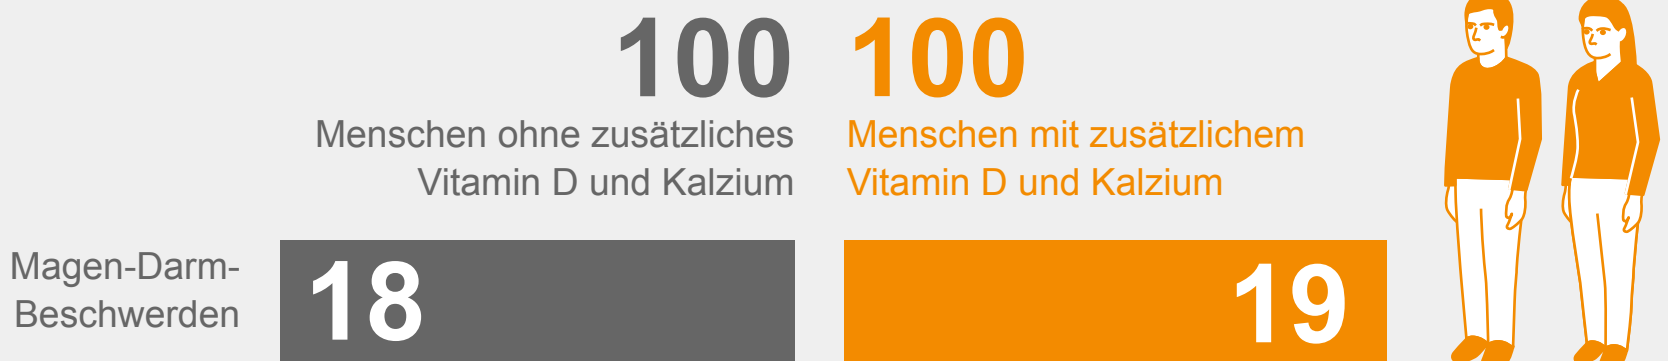 100
Menschen ohne zusätzliches
Vitamin D und Kalzium
100
Menschen mit zusätzlichem
Vitamin D und Kalzium
Magen-Darm-
Beschwerden
18
19